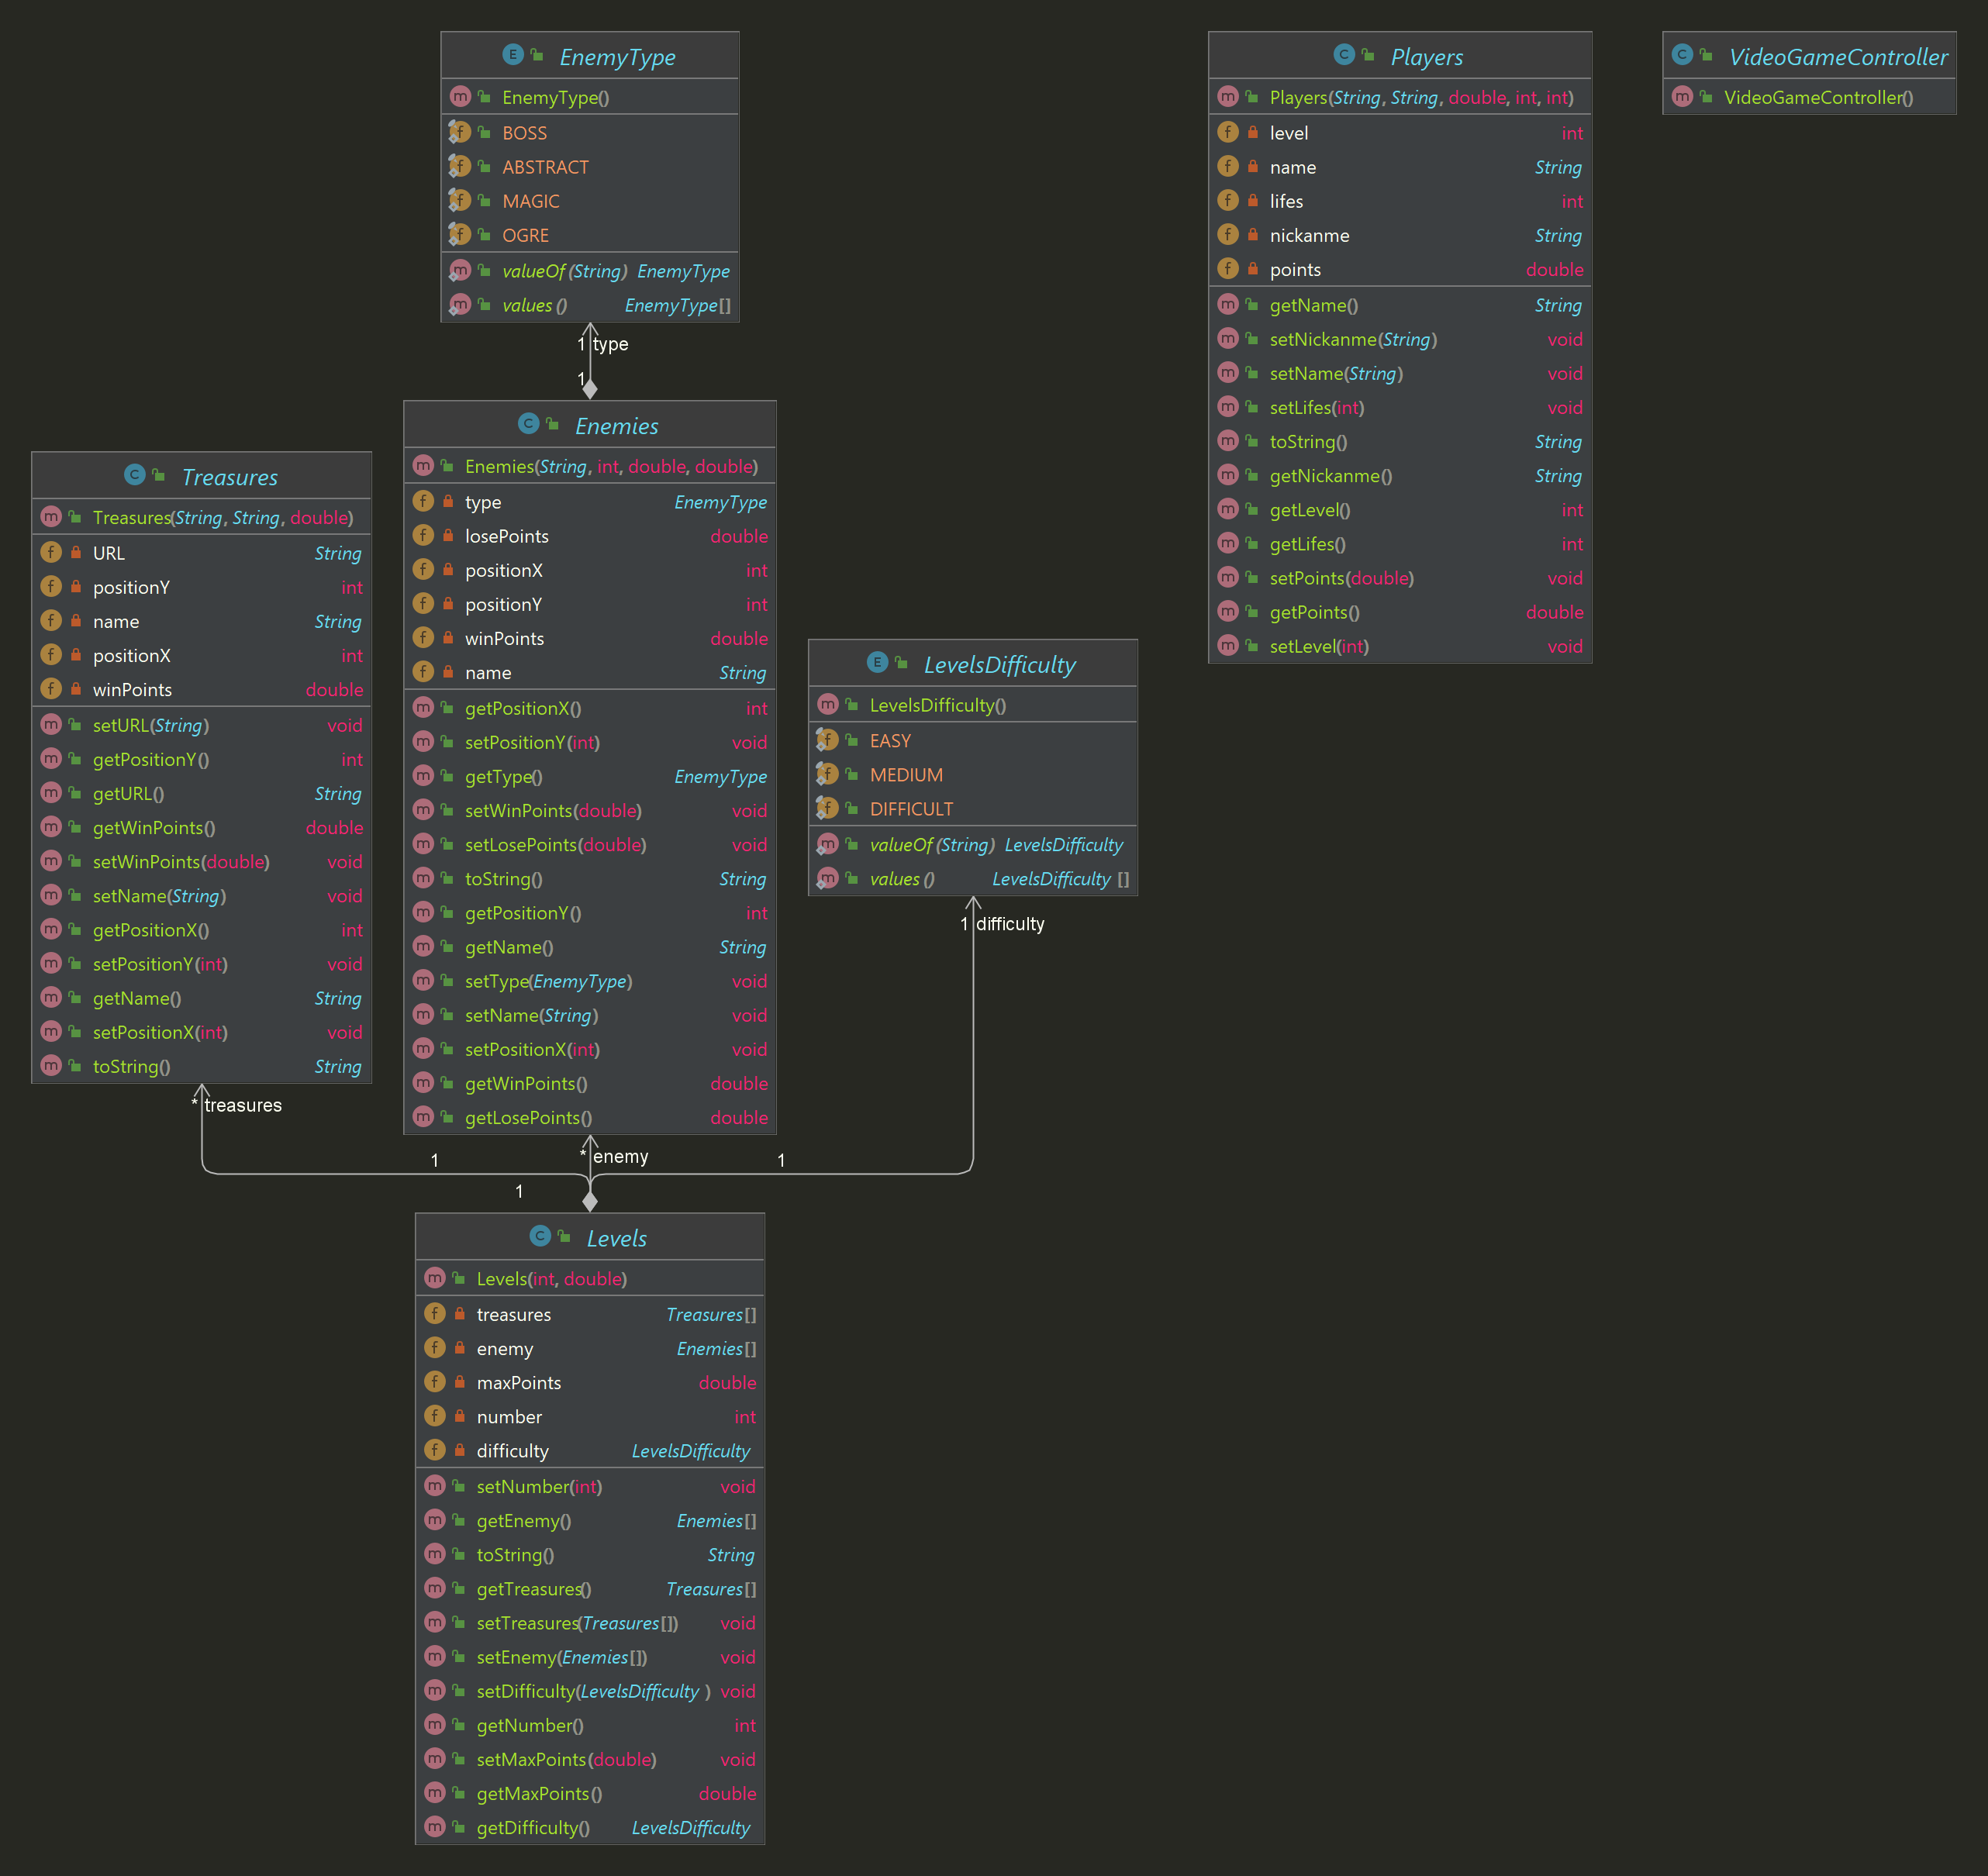 EnemyType
EnemyType()
BOSS
ABSTRACT
MAGIC
OGRE
valueOf(String) EnemyType
values() EnemyType[]
1 type
1
Players
Players(String, String, double, int, int)
level int
name String
lifes int
nickanme String
points double
getName() String
setNickanme(String) void
setName(String) void
setLifes(int) void
toString() String
getNickanme() String
getLevel() int
getLifes() int
setPoints(double) void
getPoints() double
setLevel(int) void
VideoGameController
VideoGameController()
Treasures
Treasures(String, String, double)
URL String
positionY int
name String
positionX int
winPoints double
setURL(String) void
getPositionY() int
getURL() String
getWinPoints() double
setWinPoints(double) void
setName(String) void
getPositionX() int
setPositionY(int) void
getName() String
setPositionX(int) void
toString() String
* treasures
Enemies
Enemies(String, int, double, double)
type EnemyType
losePoints double
positionX int
positionY int
winPoints double
name String
getPositionX() int
setPositionY(int) void
getType() EnemyType
setWinPoints(double) void
setLosePoints(double) void
toString() String
getPositionY() int
getName() String
setType(EnemyType) void
setName(String) void
setPositionX(int) void
getWinPoints() double
getLosePoints() double
* enemy
LevelsDifficulty
LevelsDifficulty()
EASY
MEDIUM
DIFFICULT
valueOf(String) LevelsDifficulty
values() LevelsDifficulty []
1 difficulty
1
1
1
Levels
Levels(int, double)
treasures Treasures[]
enemy Enemies[]
maxPoints double
number int
difficulty LevelsDifficulty
setNumber(int) void
getEnemy() Enemies[]
toString() String
getTreasures() Treasures[]
setTreasures(Treasures[]) void
setEnemy(Enemies[]) void
setDifficulty(LevelsDifficulty ) void
getNumber() int
setMaxPoints(double) void
getMaxPoints() double
getDifficulty() LevelsDifficulty